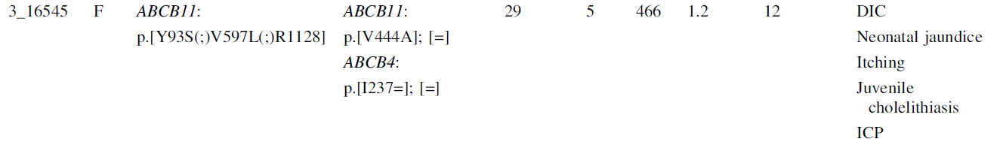 3_16545 F ABCB11: ABCB11: 29 5 466 1.2 12 DIC
p.[Y93S(;)V597L(;)R1128] p.[V444A]; [=] Neonatal jaundice
ABCB4: Itching
p.[I237=]; [=] Juvenile
cholelithiasis
ICP